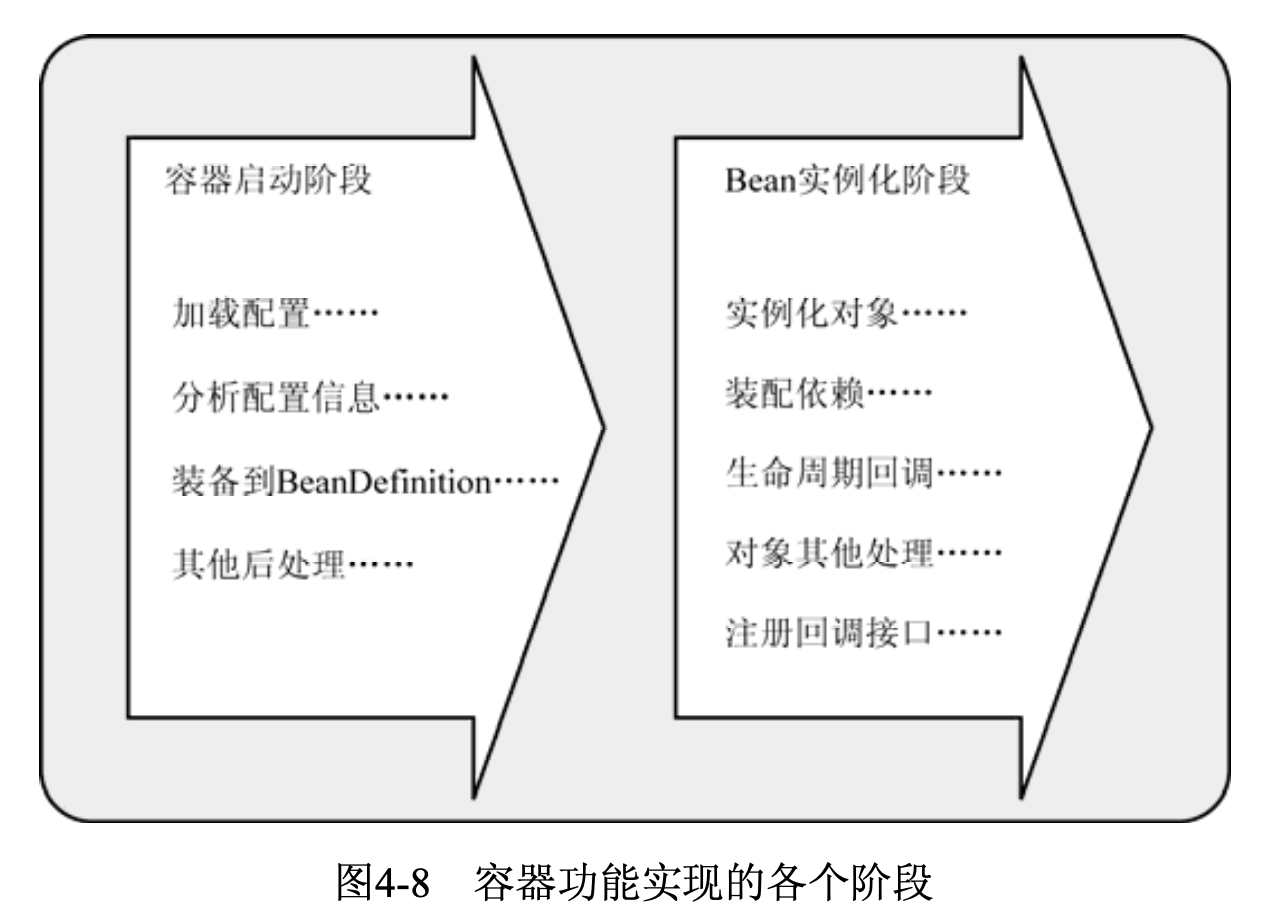 容器启动阶段
加载配置……
分析配置信息……
装备到BeanDefinition……
其他后处理……
Bean实例化阶段
实例化对象……
装配依赖……
生命周期回调……
对象其他处理……
注册回调接口……
图4-8 容器功能实现的各个阶段